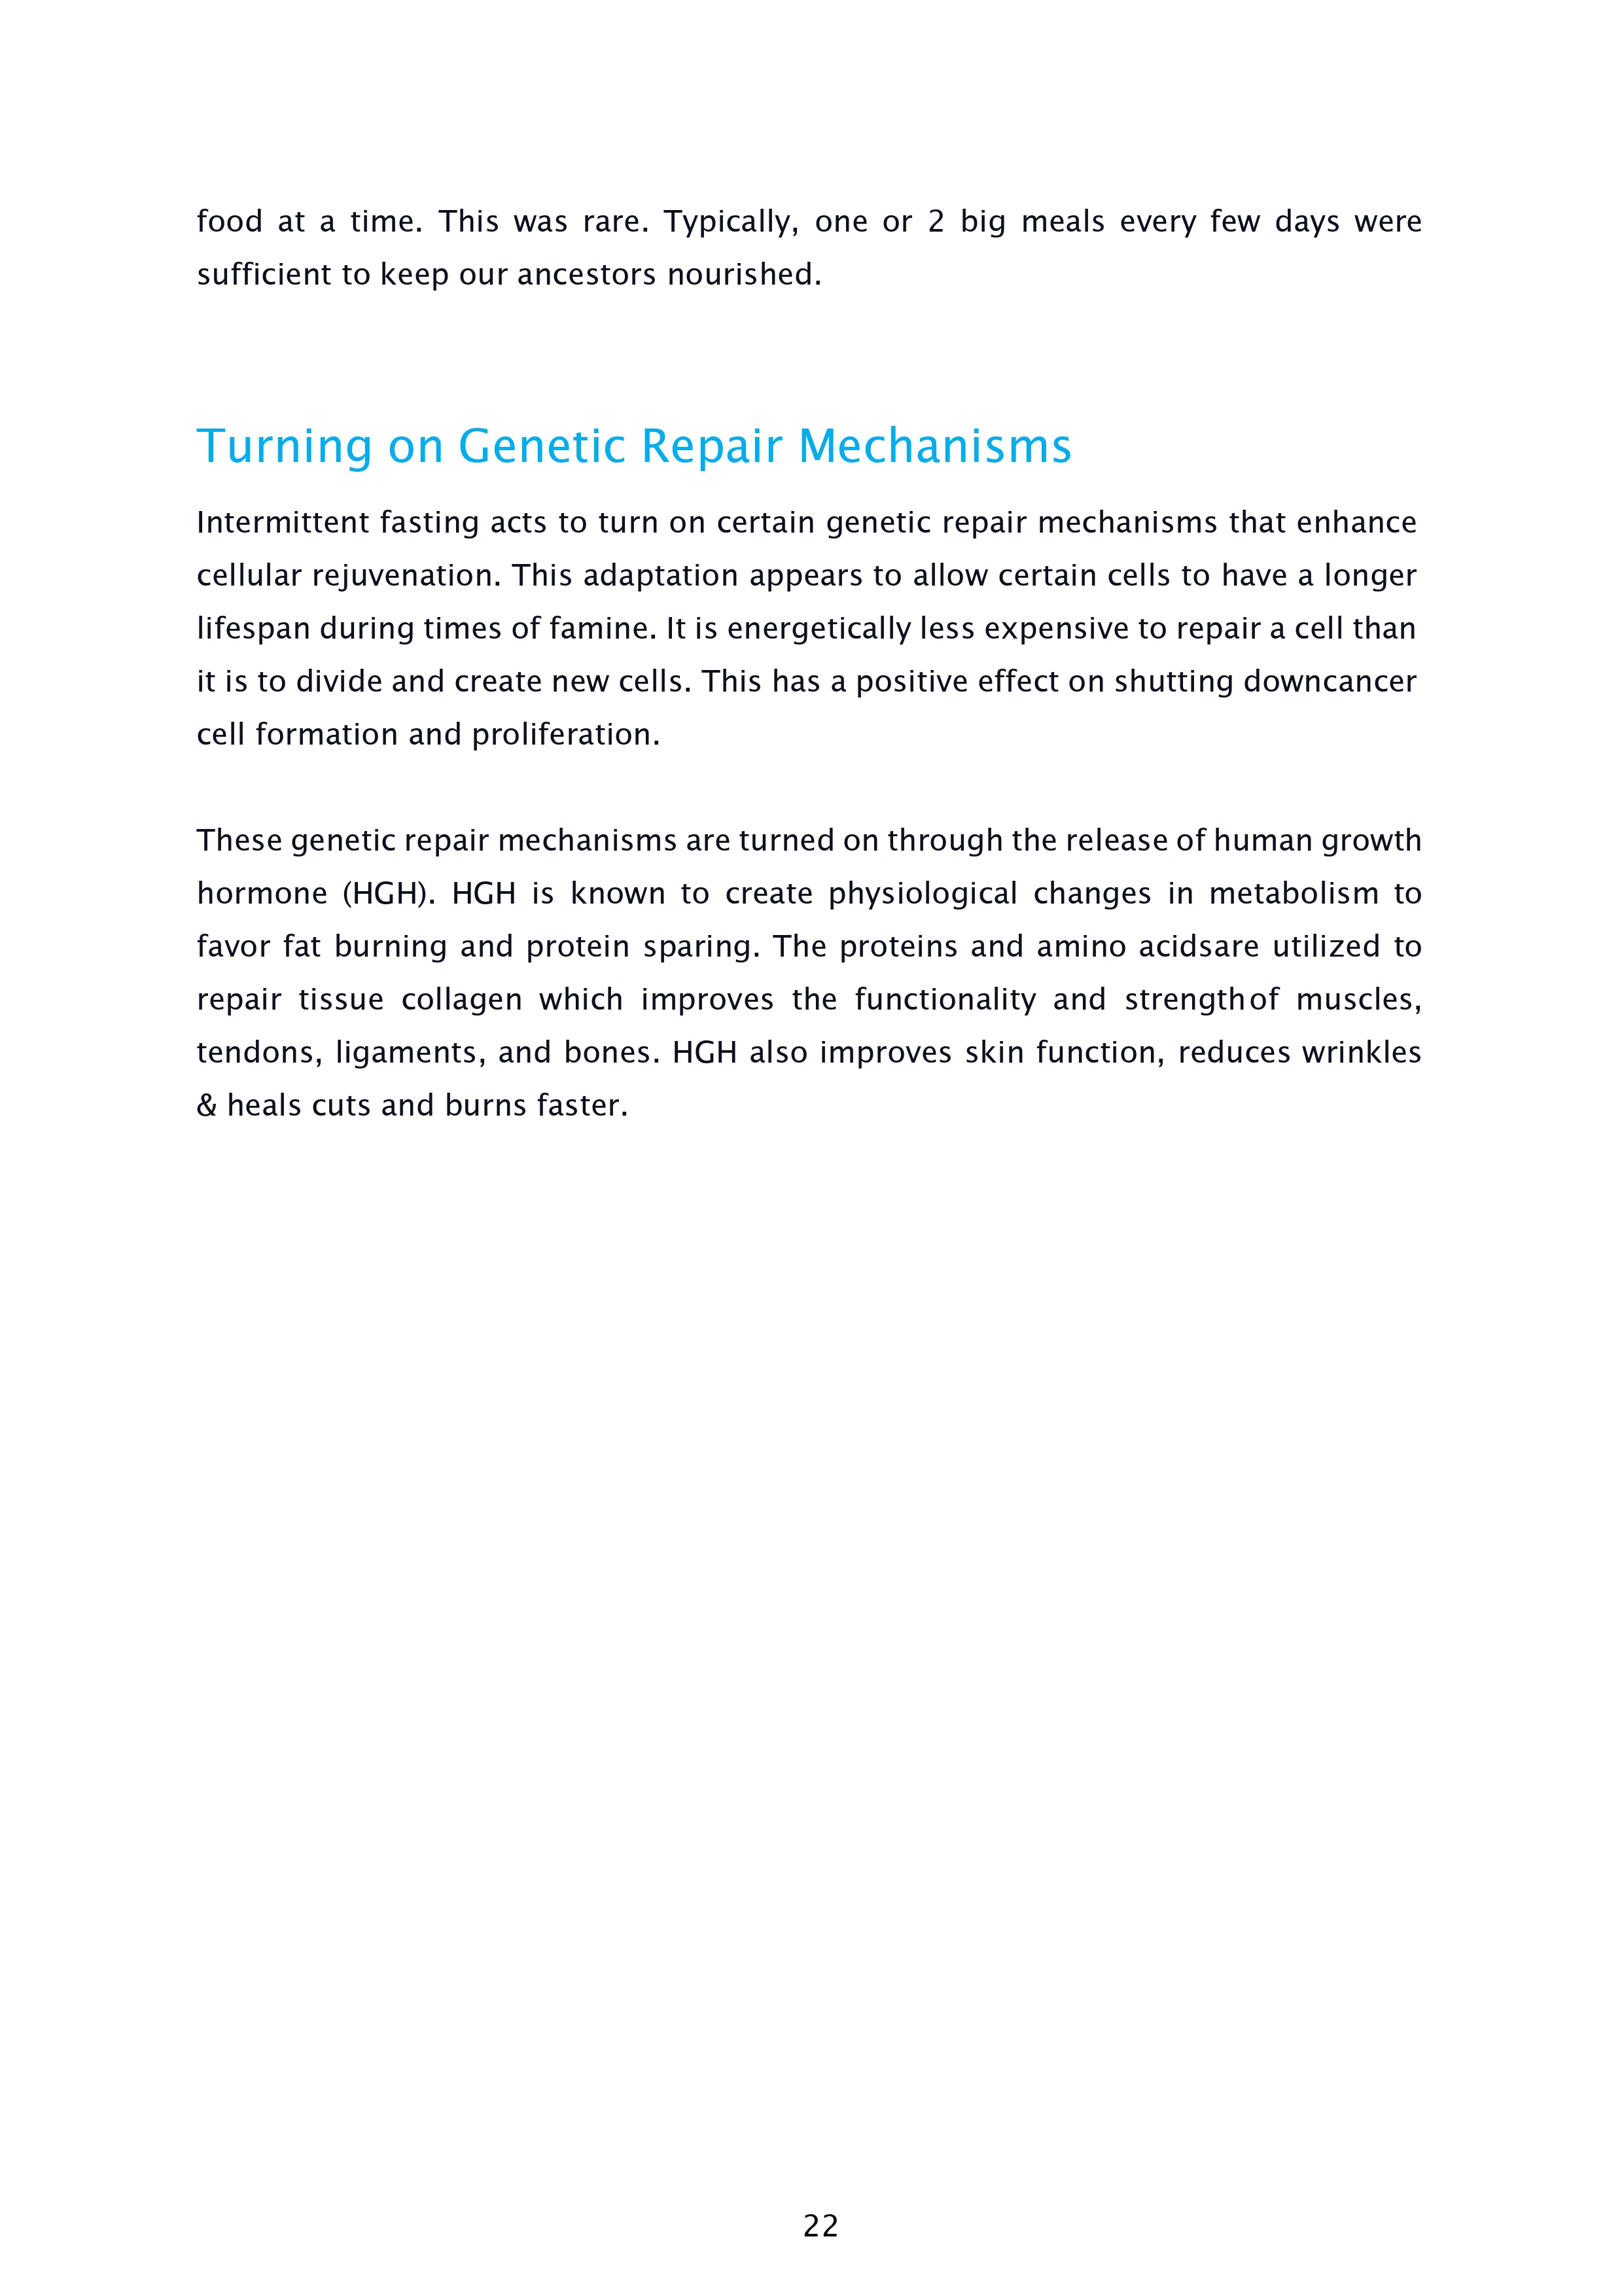 food at a time. This was rare. Typically, one or 2 big meals every few days were
sufficient to keep our ancestors nourished.
Turning on Genetic Repair Mechanisms
Intermittent fasting acts to turn on certain genetic repair mechanisms that enhance
cellular rejuvenation. This adaptation appears to allow certain cells to have a longer
lifespan during times of famine. It is energetically less expensive to repair a cell than
it is to divide and create new cells. This has a positive effect on shutting downcancer
cell formation and proliferation.
These genetic repair mechanisms are turned on through the release of human growth
hormone (HGH). HGH is known to create physiological changes in metabolism to
favor fat burning and protein sparing. The proteins and amino acidsare utilized to
repair tissue collagen which improves the functionality and strengthof muscles,
tendons, ligaments, and bones. HGH also improves skin function, reduces wrinkles
& heals cuts and burns faster.
22